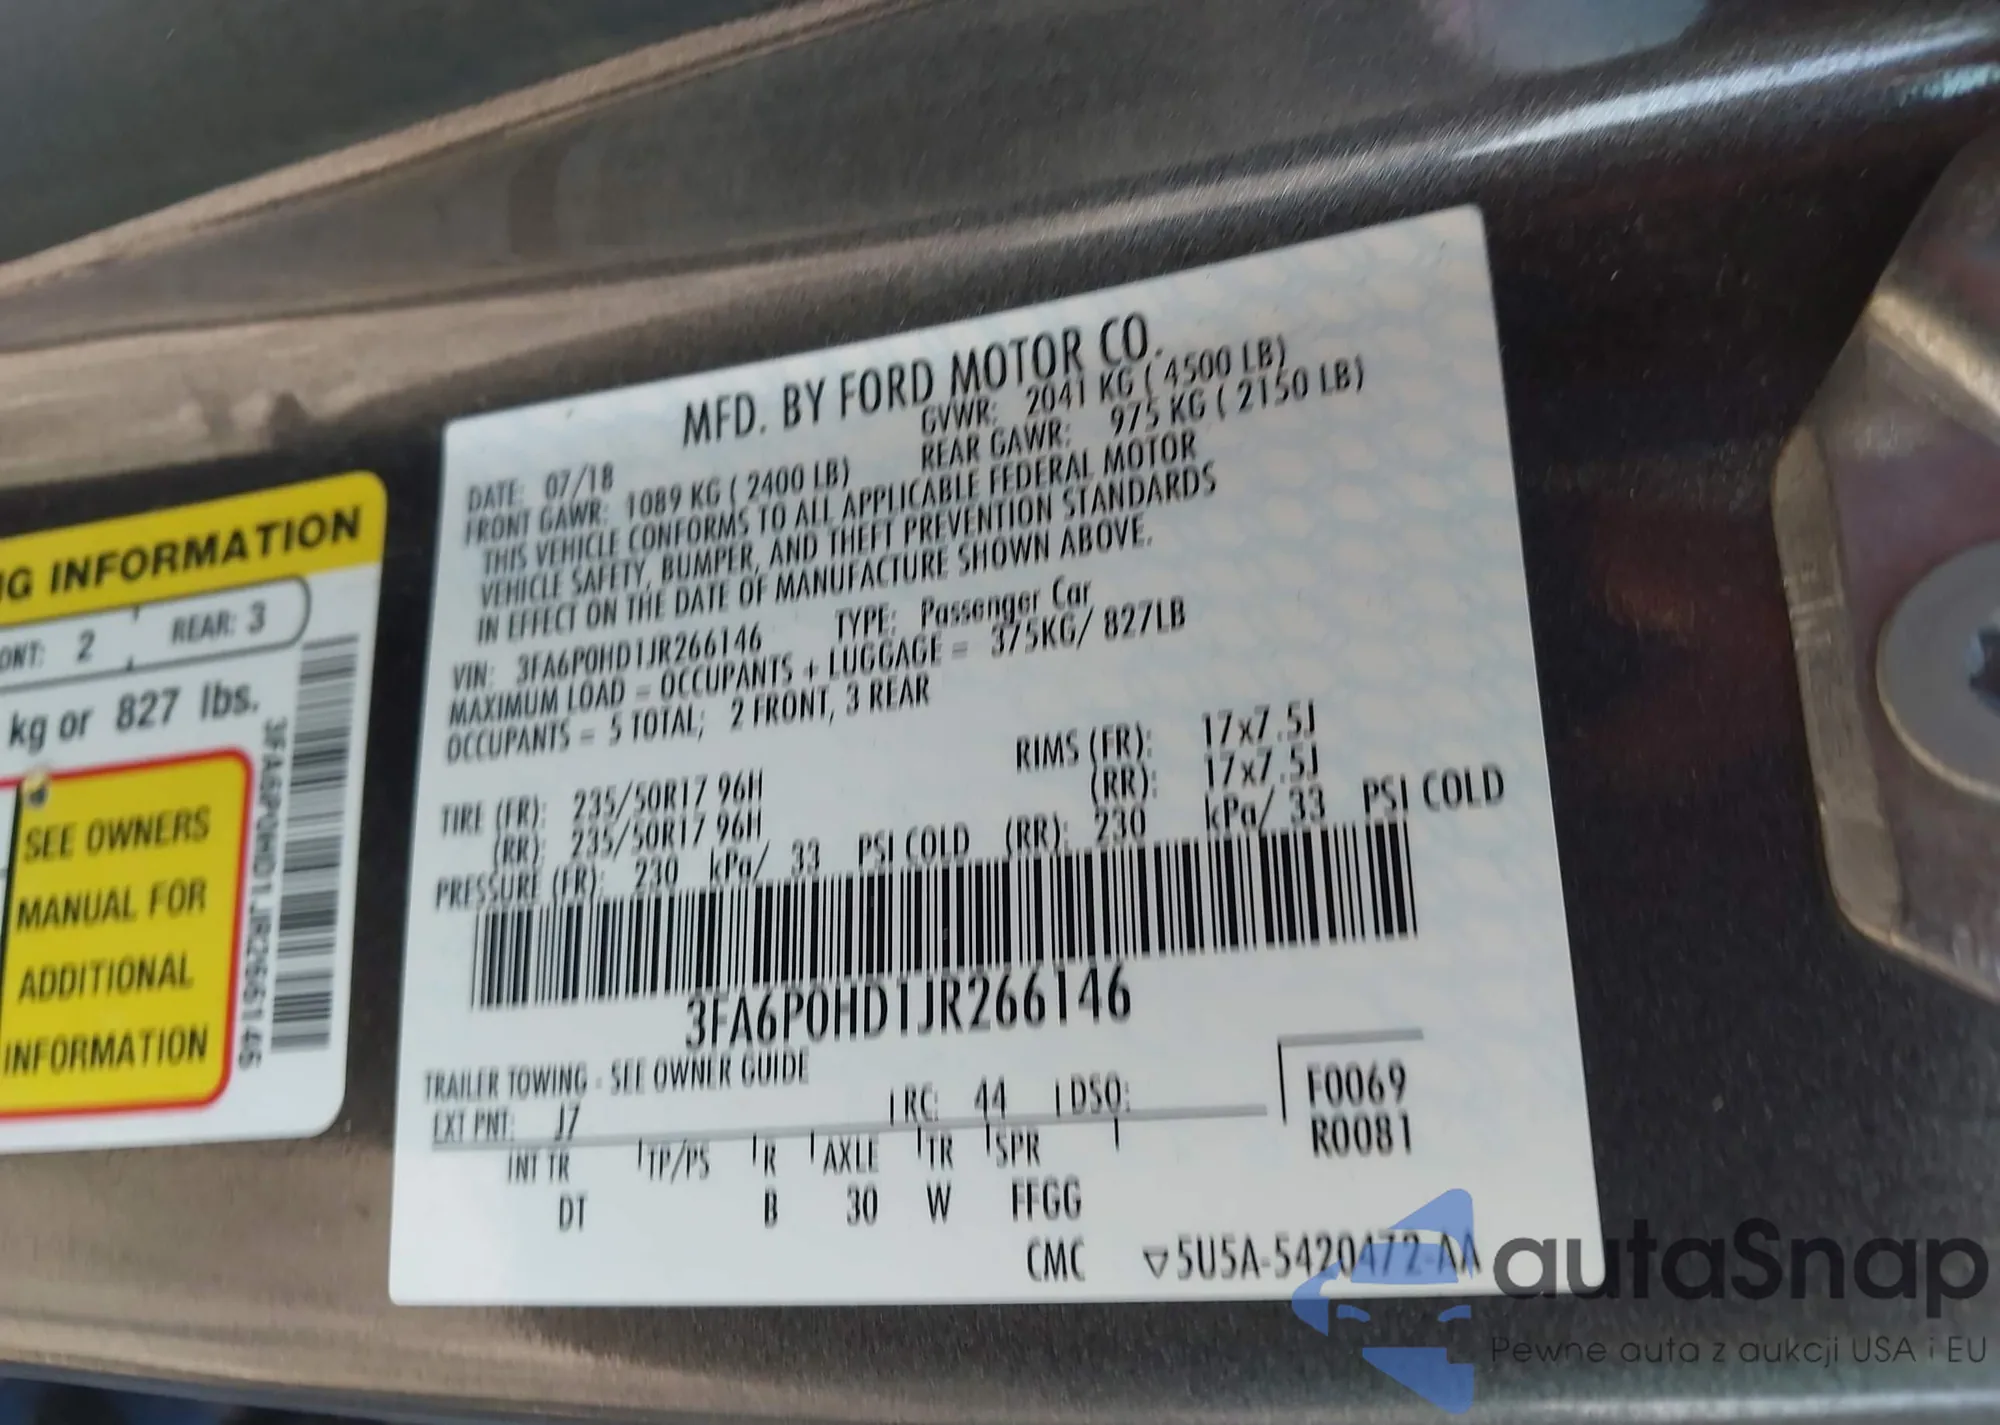 MFD. BY FORD MOTOR CO.
DATE: 07/18 GVWR: 2041 KG ( 4500 LB)
FRONT GAWR: 1089 KG ( 2400 LB) REAR GAWR: 975 KG ( 2150 LB)
THIS VEHICLE CONFORMS TO ALL APPLICABLE FEDERAL MOTOR
VEHICLE SAFETY, BUMPER, AND THEFT PREVENTION STANDARDS
IN EFFECT ON THE DATE OF MANUFACTURE SHOWN ABOVE.
VIN: 3FA6P0HD1JR266146 TYPE: Passenger Car
MAXIMUM LOAD = OCCUPANTS + LUGGAGE = 375KG/ 827LB
OCCUPANTS = 5 TOTAL; 2 FRONT, 3 REAR
TIRE (FR): 235/50R17 96H RIMS (FR): 17x7.5J
(RR): 235/50R17 96H (RR): 17x7.5J
PRESSURE (FR): 230 kPa/ 33 PSI COLD (RR): 230 kPa/ 33 PSI COLD
3FA6P0HD1JR266146
TRAILER TOWING - SEE OWNER GUIDE
EXT PNT: J7 RC: 44 DSO:
F0069
R0081
INT TR TP/PS R AXLE TR SPR
DT B 30 W FFGG
CMC ▽5U5A-5420472-AA
NG INFORMATION
ONT: 2 REAR: 3
kg or 827 lbs.
SEE OWNERS
MANUAL FOR
ADDITIONAL
INFORMATION
3FA6P0HD1JR266146
autaSnap
Pewne auta z aukcji USA i EU